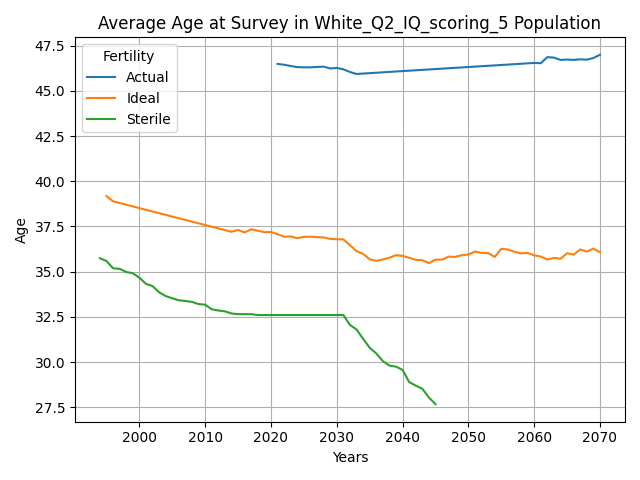 Average Age at Survey in White_Q2_IQ_scoring_5 Population
Fertility
Actual
Ideal
Sterile
47.5
45.0
42.5
40.0
37.5
35.0
32.5
30.0
27.5
Age
2000 2010 2020 2030 2040 2050 2060 2070
Years